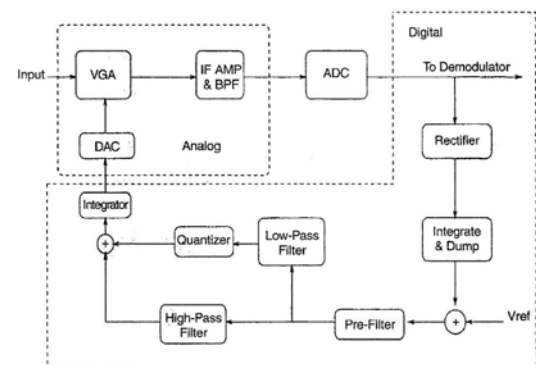 Digital
Input
VGA
IF AMP
& BPF
ADC
To Demodulator
DAC
Analog
Rectifier
Integrator
Quantizer
Low-Pass
Filter
Integrate
& Dump
+
High-Pass
Filter
Pre-Filter
+
Vref